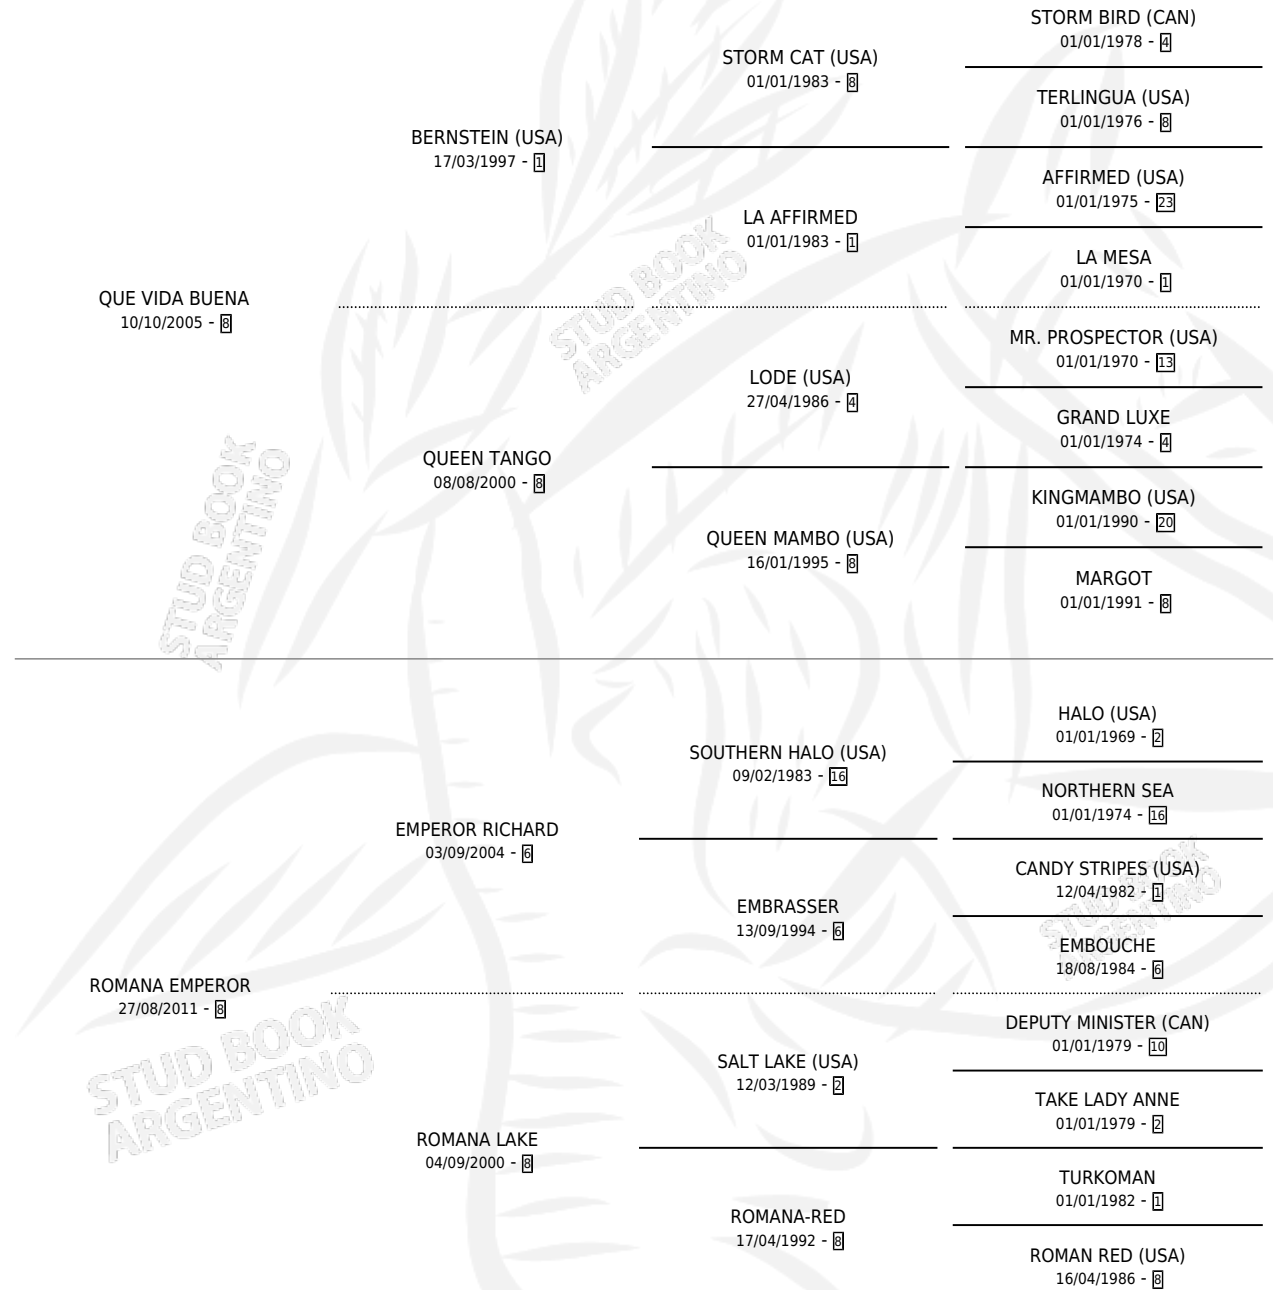 STORM BIRD (CAN)
01/01/1978 - 4
STORM CAT (USA)
01/01/1983 - 8
TERLINGUA (USA)
01/01/1976 - 8
BERNSTEIN (USA)
17/03/1997 - 1
AFFIRMED (USA)
01/01/1975 - 23
LA AFFIRMED
01/01/1983 - 1
LA MESA
01/01/1970 - 1
QUE VIDA BUENA
10/10/2005 - 8
MR. PROSPECTOR (USA)
01/01/1970 - 13
LODE (USA)
27/04/1986 - 4
GRAND LUXE
01/01/1974 - 4
QUEEN TANGO
08/08/2000 - 8
KINGMAMBO (USA)
01/01/1990 - 20
QUEEN MAMBO (USA)
16/01/1995 - 8
MARGOT
01/01/1991 - 8
HALO (USA)
01/01/1969 - 2
SOUTHERN HALO (USA)
09/02/1983 - 16
NORTHERN SEA
01/01/1974 - 16
EMPEROR RICHARD
03/09/2004 - 6
CANDY STRIPES (USA)
12/04/1982 - 1
EMBRASSER
13/09/1994 - 6
EMBOUCHE
18/08/1984 - 6
ROMANA EMPEROR
27/08/2011 - 8
DEPUTY MINISTER (CAN)
01/01/1979 - 10
SALT LAKE (USA)
12/03/1989 - 2
TAKE LADY ANNE
01/01/1979 - 2
ROMANA LAKE
04/09/2000 - 8
TURKOMAN
01/01/1982 - 1
ROMANA-RED
17/04/1992 - 8
ROMAN RED (USA)
16/04/1986 - 8
STUD BOOK
ARGENTINO
STUD BOOK
ARGENTINO
STUD BOOK
ARGENTINO
STUD BOOK
ARGENTINO